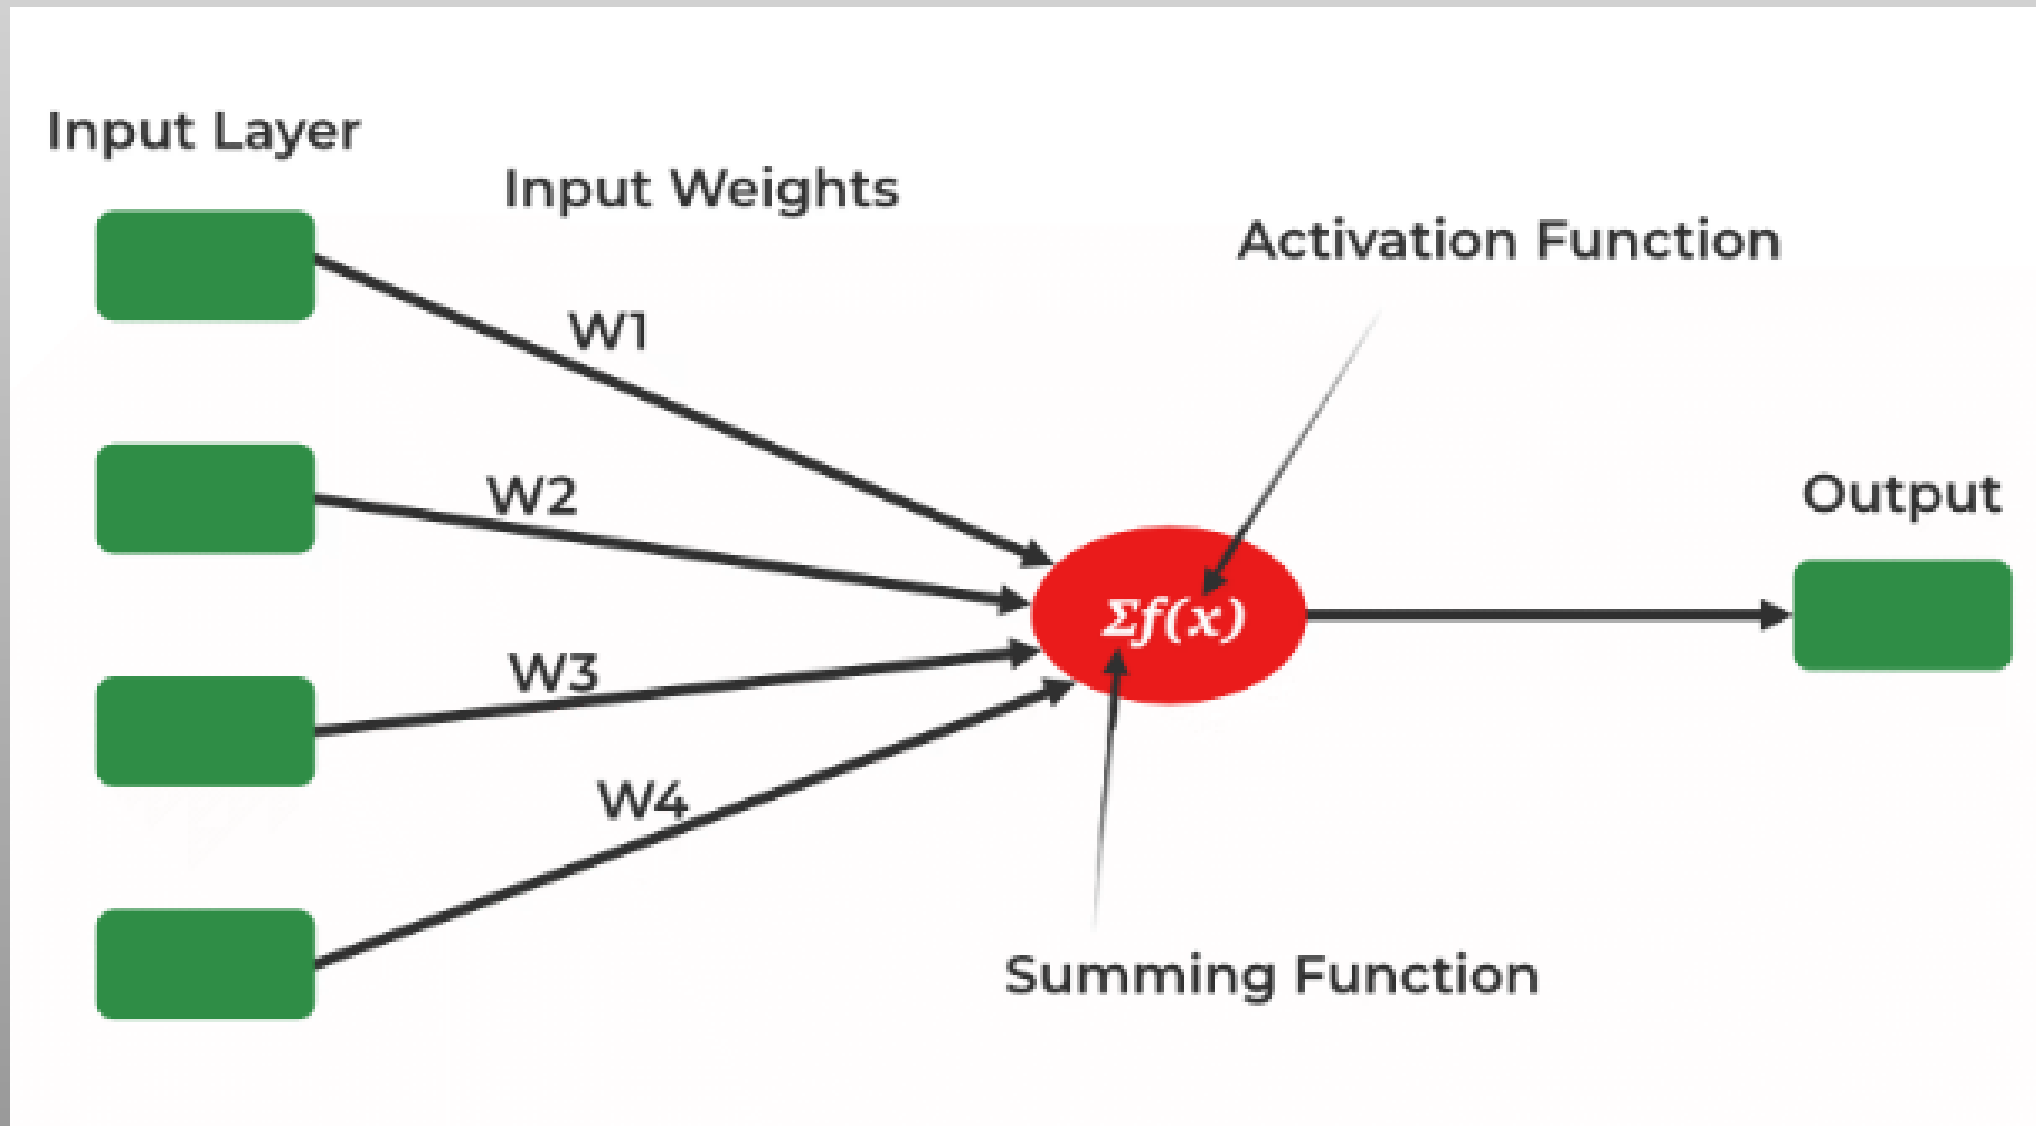 Input Layer
Input Weights
Activation Function
W1
W2
Output
Σf(x)
W3
W4
Summing Function